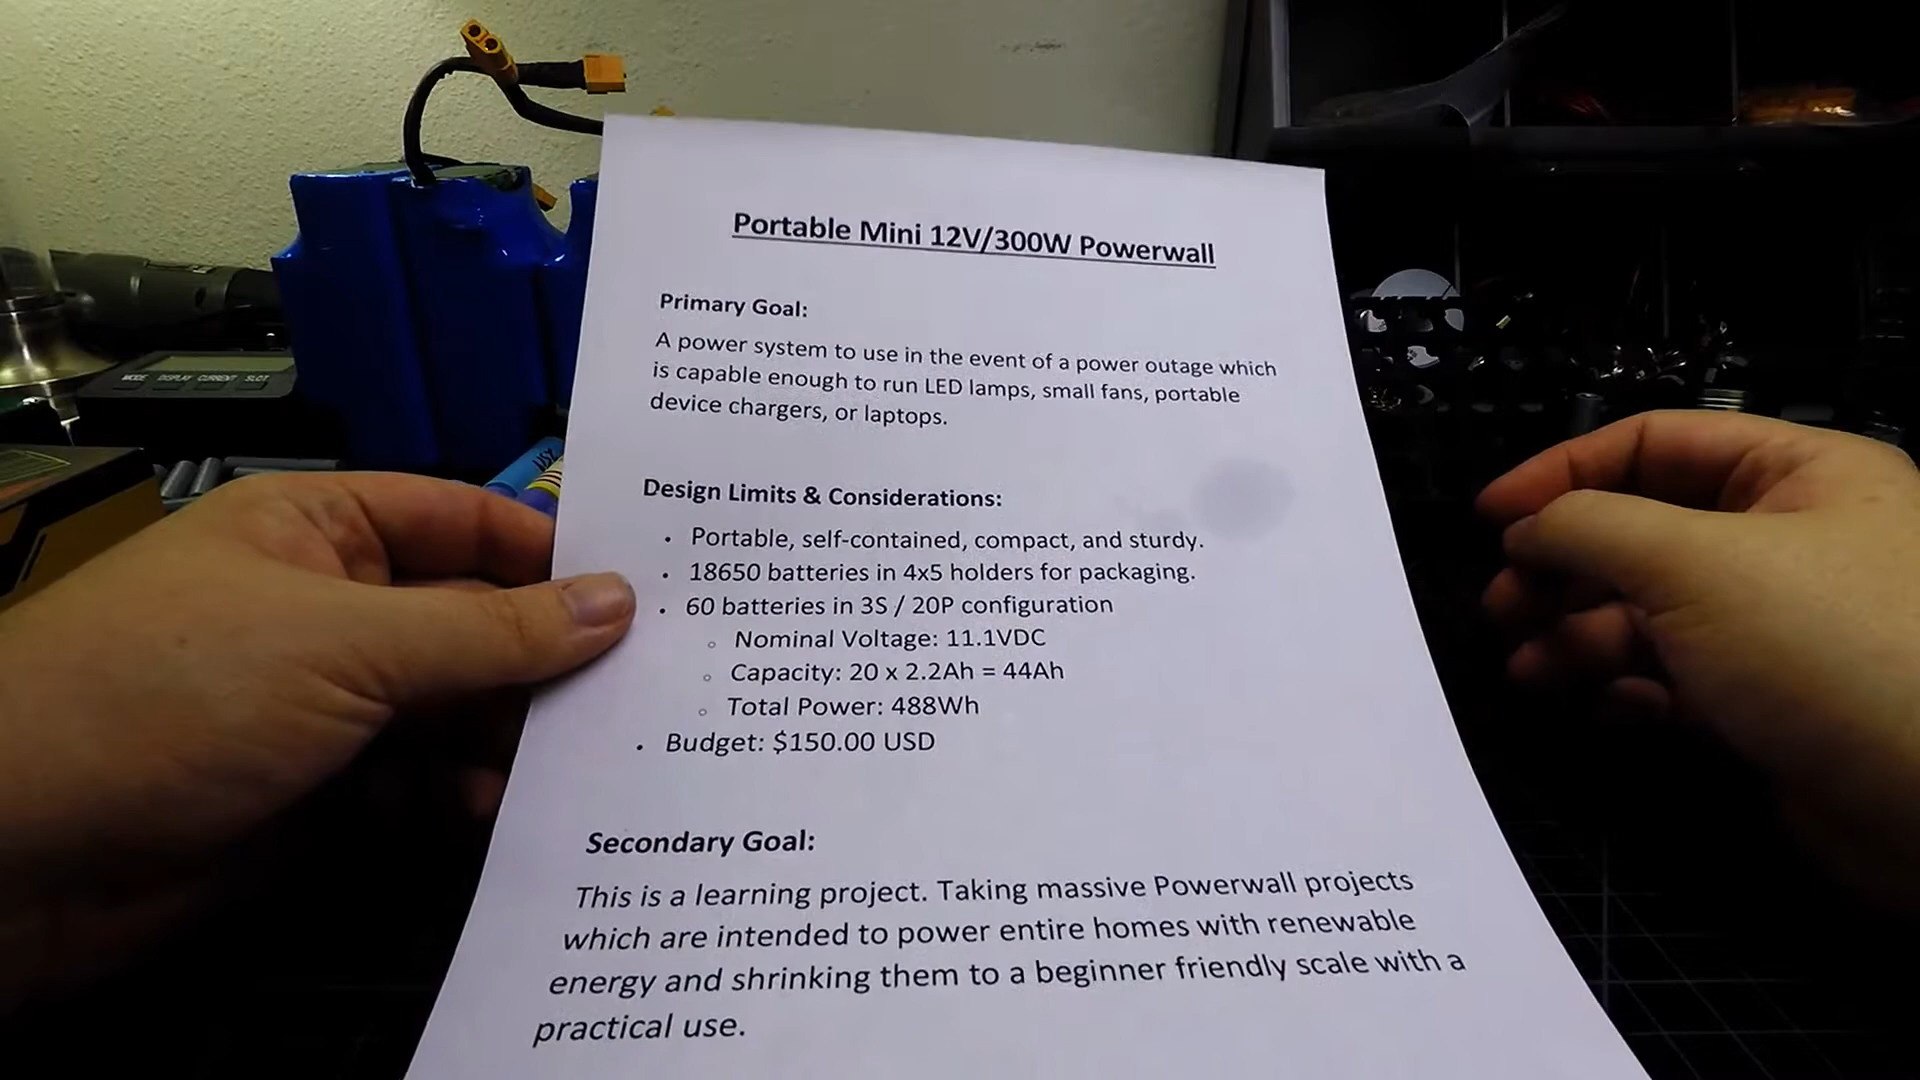 MODE DISPLAY CURRENT SLOT
Portable Mini 12V/300W Powerwall
Primary Goal:
A power system to use in the event of a power outage which
is capable enough to run LED lamps, small fans, portable
device chargers, or laptops.
Design Limits & Considerations:
• Portable, self-contained, compact, and sturdy.
• 18650 batteries in 4x5 holders for packaging.
• 60 batteries in 3S / 20P configuration
○ Nominal Voltage: 11.1VDC
○ Capacity: 20 x 2.2Ah = 44Ah
○ Total Power: 488Wh
• Budget: $150.00 USD
Secondary Goal:
This is a learning project. Taking massive Powerwall projects
which are intended to power entire homes with renewable
energy and shrinking them to a beginner friendly scale with a
practical use.